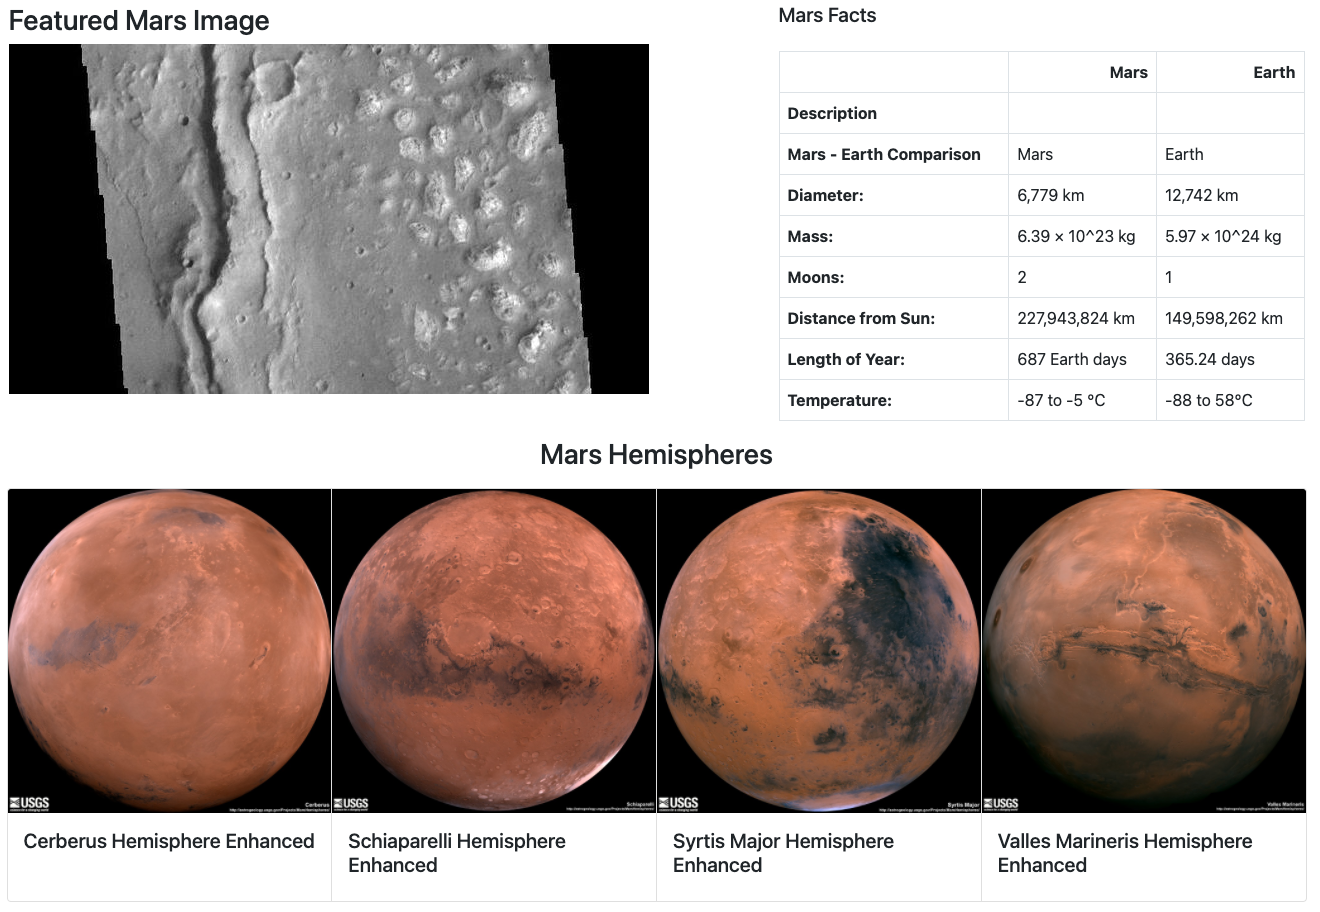 Featured Mars Image
Mars Facts
Mars Earth
Description
Mars - Earth Comparison Mars Earth
Diameter: 6,779 km 12,742 km
Mass: 6.39 × 10^23 kg 5.97 × 10^24 kg
Moons: 2 1
Distance from Sun: 227,943,824 km 149,598,262 km
Length of Year: 687 Earth days 365.24 days
Temperature: -87 to -5 °C -88 to 58°C
Mars Hemispheres
USGS
Cerberus
USGS
Schiaparelli
USGS
Syrtis Major
USGS
Valles Marineris
Cerberus Hemisphere Enhanced
Schiaparelli Hemisphere
Enhanced
Syrtis Major Hemisphere
Enhanced
Valles Marineris Hemisphere
Enhanced